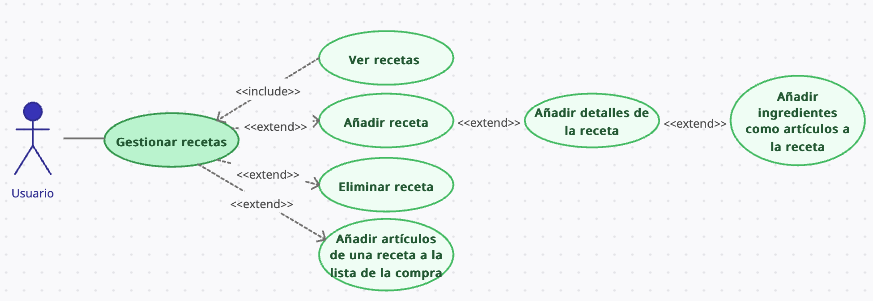 Ver recetas
<<include>>
Añadir receta
<<extend>>
Gestionar recetas
<<extend>>
Añadir detalles de
la receta
<<extend>>
Añadir
ingredientes
como artículos a
la receta
<<extend>>
Eliminar receta
Usuario
<<extend>>
Añadir artículos
de una receta a la
lista de la compra